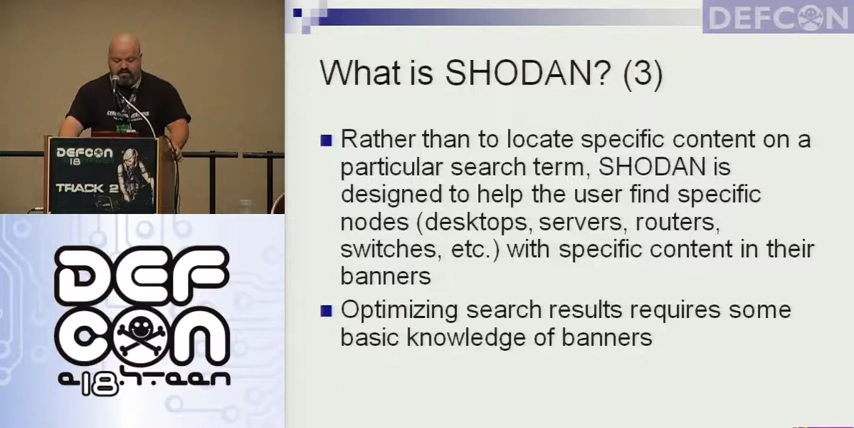 DEFCON
What is SHODAN? (3)
Rather than to locate specific content on a
particular search term, SHODAN is
designed to help the user find specific
nodes (desktops, servers, routers,
switches, etc.) with specific content in their
banners
Optimizing search results requires some
basic knowledge of banners
DEFCON
18
TRACK 2
DEF
CON
e18hteen